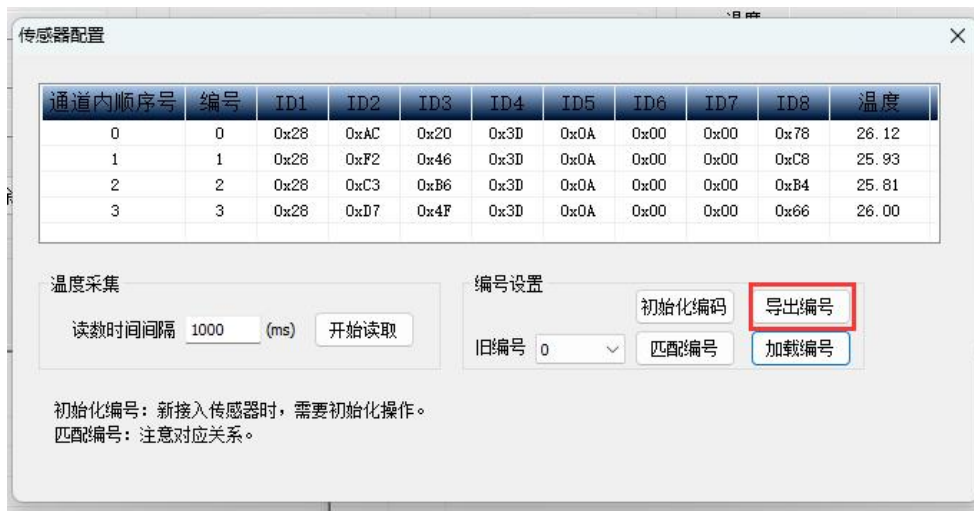 温度
传感器配置
通道内顺序号 编号 ID1 ID2 ID3 ID4 ID5 ID6 ID7 ID8 温度
0 0 0x28 0xAC 0x20 0x3D 0x0A 0x00 0x00 0x78 26.12
1 1 0x28 0xF2 0x46 0x3D 0x0A 0x00 0x00 0xC8 25.93
2 2 0x28 0xC3 0xB6 0x3D 0x0A 0x00 0x00 0xB4 25.81
3 3 0x28 0xD7 0x4F 0x3D 0x0A 0x00 0x00 0x66 26.00
温度采集
读数时间间隔 1000 (ms) 开始读取
编号设置
初始化编码 导出编号
旧编号 0 匹配编号 加载编号
初始化编号：新接入传感器时，需要初始化操作。
匹配编号：注意对应关系。